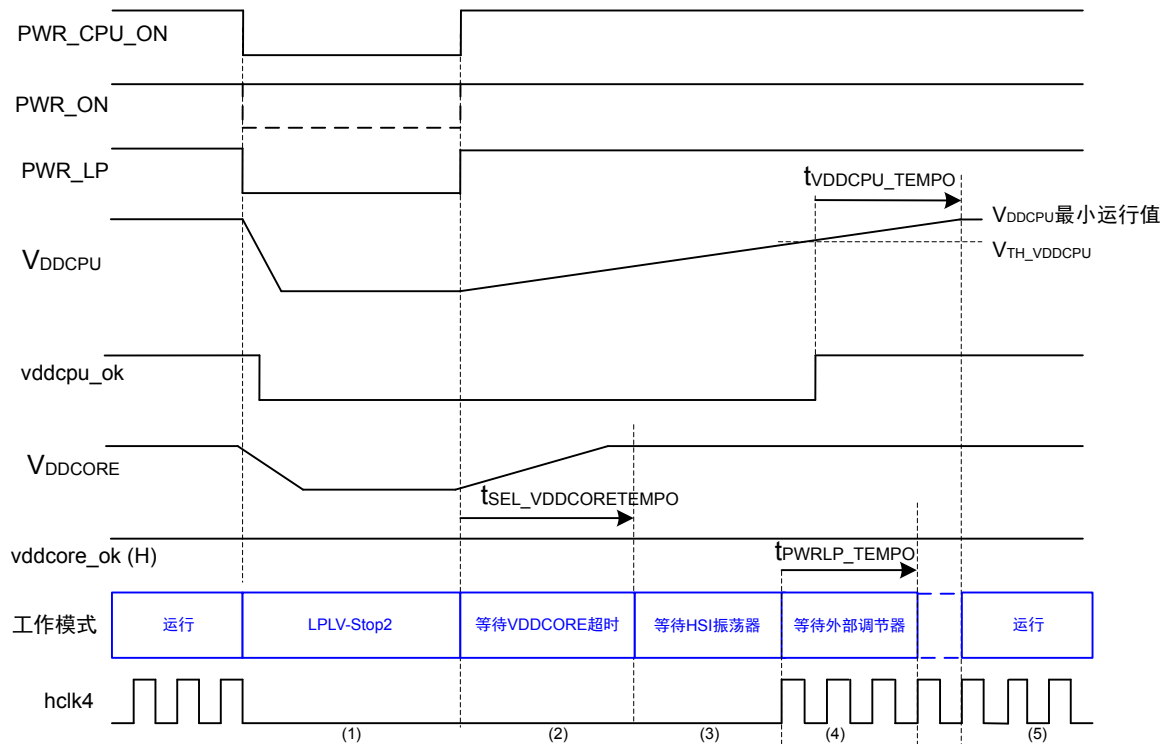 PWR_CPU_ON
PWR_ON
PWR_LP
tVDDCPU_TEMPO
VDDCPU最小运行值
VTH_VDDCPU
VDDCPU
vddcpu_ok
VDDCORE
tSEL_VDDCORETEMPO
vddcore_ok (H)
tPWRLP_TEMPO
工作模式 运行 LPLV-Stop2 等待VDDCORE超时 等待HSI振荡器 等待外部调节器 运行
hclk4
(1) (2) (3) (4) (5)